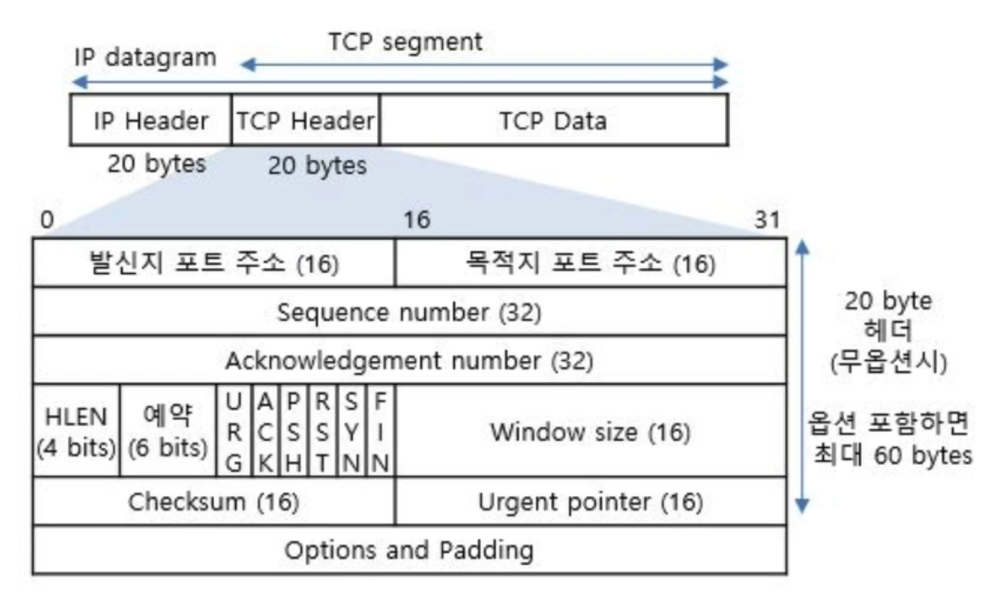 TCP segment
IP datagram
IP Header
TCP Header
TCP Data
20 bytes
20 bytes
0
16
31
발신지 포트 주소 (16)
목적지 포트 주소 (16)
Sequence number (32)
Acknowledgement number (32)
HLEN
(4 bits)
예약
(6 bits)
URG
ACK
PSH
RST
SYN
FIN
Window size (16)
Checksum (16)
Urgent pointer (16)
Options and Padding
20 byte
헤더
(무옵션시)
옵션 포함하면
최대 60 bytes